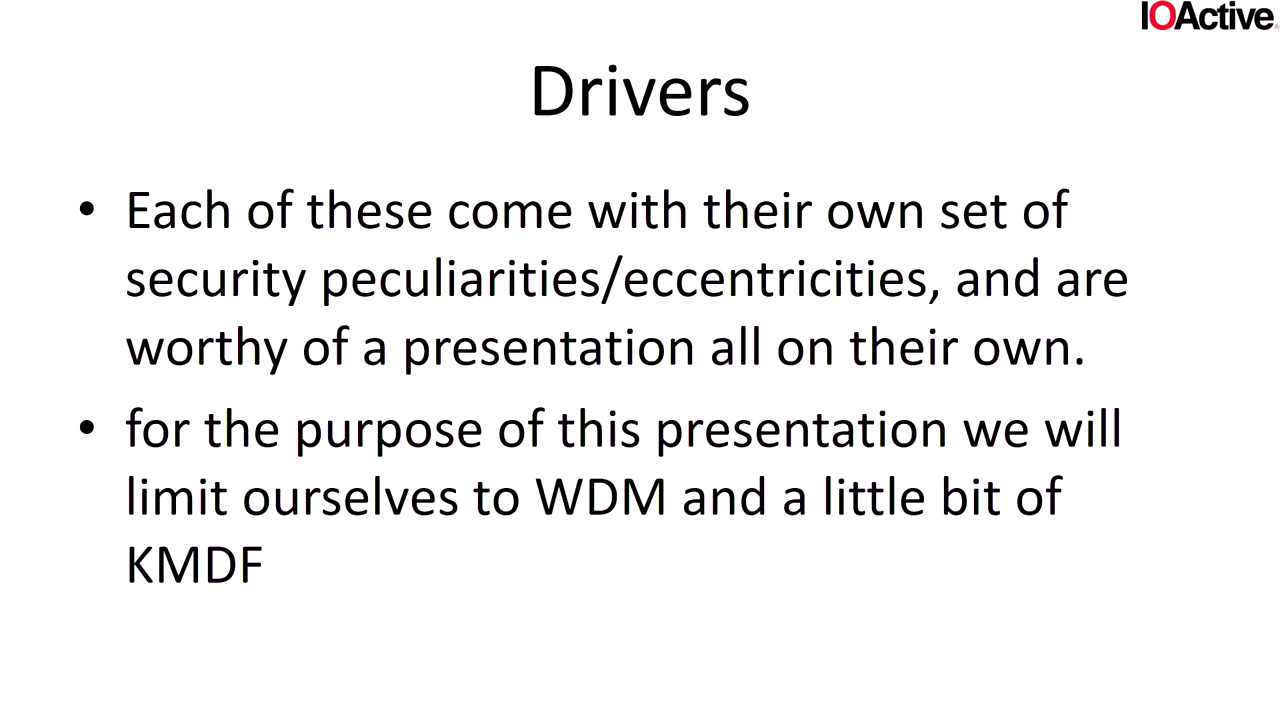 IOActive
Drivers
• Each of these come with their own set of
security peculiarities/eccentricities, and are
worthy of a presentation all on their own.
• for the purpose of this presentation we will
limit ourselves to WDM and a little bit of
KMDF